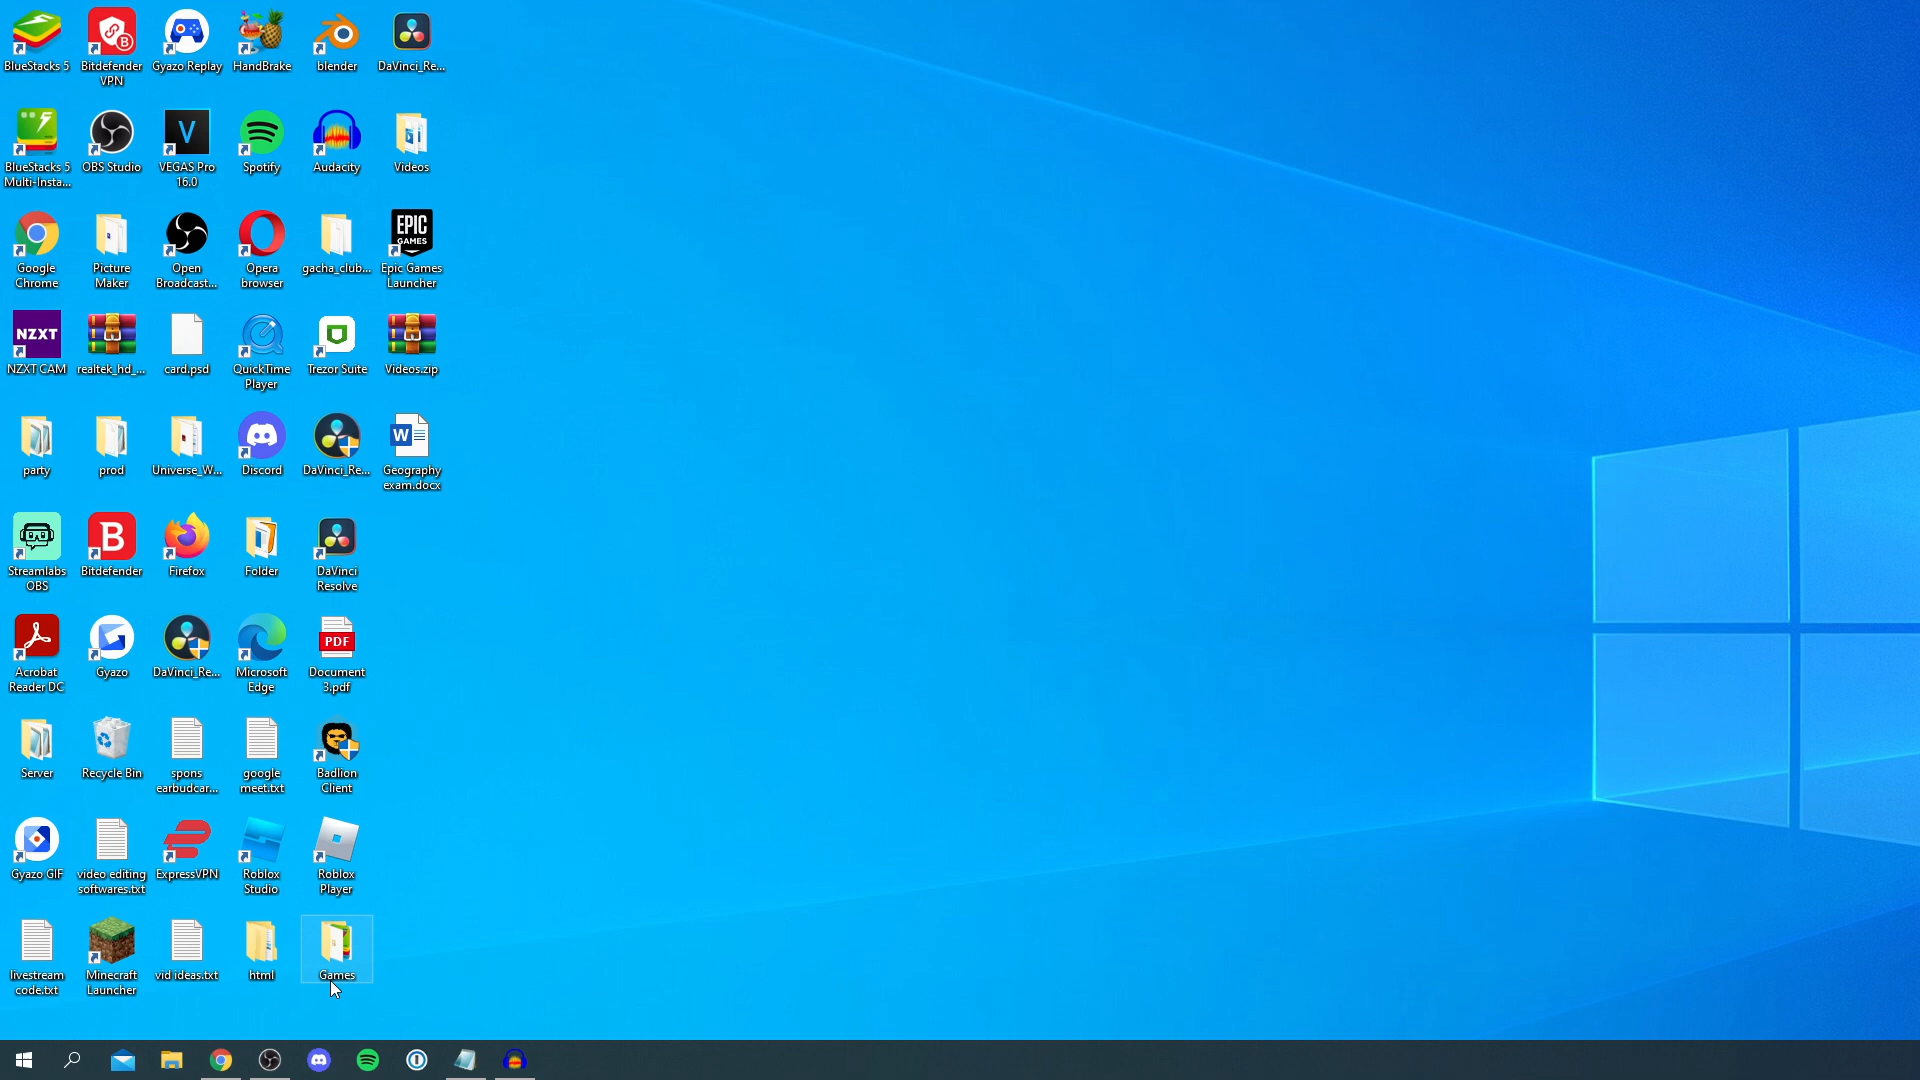 BlueStacks 5
Bitdefender
VPN
Gyazo Replay
HandBrake
blender
DaVinci_Re...
BlueStacks 5
Multi-Insta...
OBS Studio
V
VEGAS Pro
16.0
Spotify
Audacity
Videos
Google
Chrome
Picture
Maker
Open
Broadcast...
Opera
browser
gacha_club...
EPIC
GAMES
Epic Games
Launcher
NZXT
NZXT CAM
realtek_hd_...
card.psd
QuickTime
Player
Trezor Suite
Videos.zip
party
prod
Universe_W...
Discord
DaVinci_Re...
W
Geography
exam.docx
Streamlabs
OBS
B
Bitdefender
Firefox
Folder
DaVinci
Resolve
Acrobat
Reader DC
Gyazo
DaVinci_Re...
Microsoft
Edge
PDF
Document
3.pdf
Server
Recycle Bin
spons
earbudcar...
google
meet.txt
Badlion
Client
Gyazo GIF
video editing
softwares.txt
ExpressVPN
Roblox
Studio
Roblox
Player
livestream
code.txt
Minecraft
Launcher
vid ideas.txt
html
Games